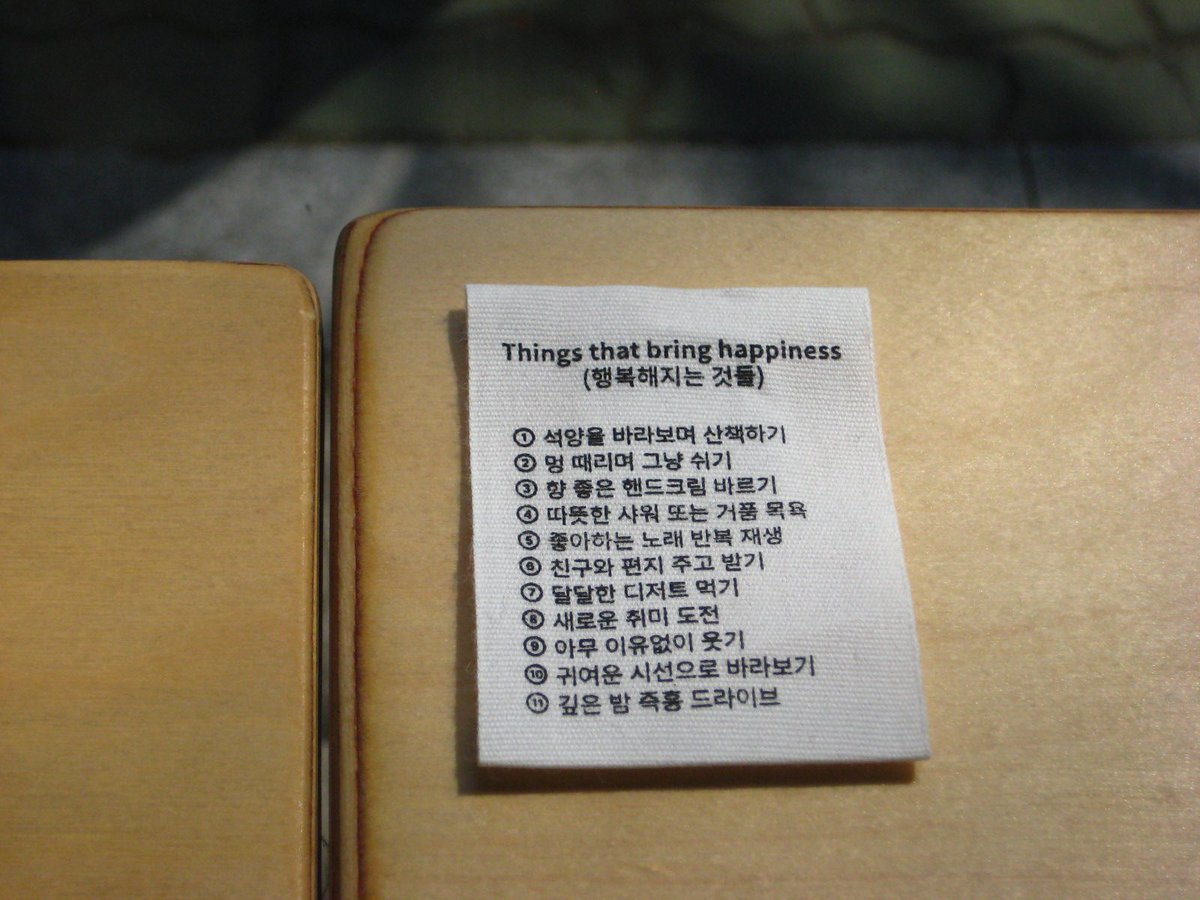 Things that bring happiness
(행복해지는 것들)
① 석양을 바라보며 산책하기
② 멍 때리며 그냥 쉬기
③ 향 좋은 핸드크림 바르기
④ 따뜻한 샤워 또는 거품 목욕
⑤ 좋아하는 노래 반복 재생
⑥ 친구와 편지 주고 받기
⑦ 달달한 디저트 먹기
⑧ 새로운 취미 도전
⑨ 아무 이유없이 웃기
⑩ 귀여운 시선으로 바라보기
⑪ 깊은 밤 즉흥 드라이브